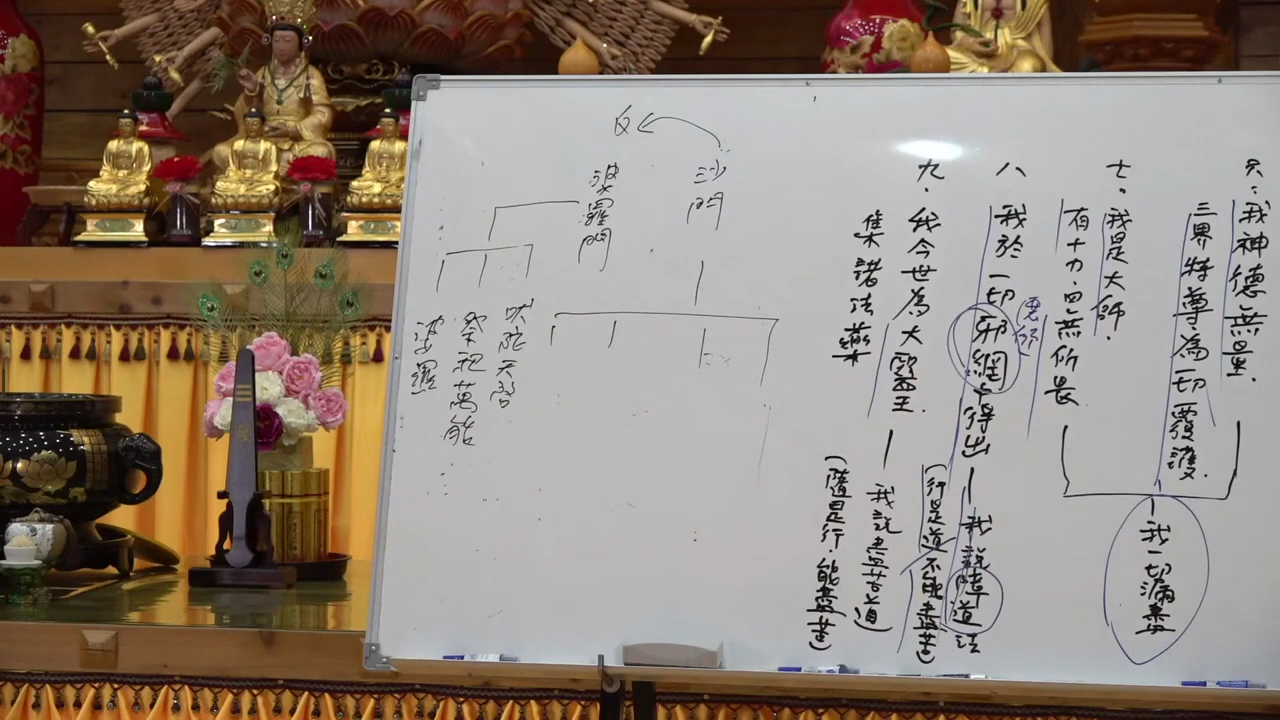 六、我神德無量.
三界特尊為一切覆護.
七、我是大師.
有十力.四無所畏
我一切漏盡
八 我於一切邪網中得出—我說障道法
(行是道不能盡苦)
九、我今世為大醫王.—我說盡苦道
集諸法藥
(隨是行.能盡苦)
反
沙門
婆羅門
吠陀天啓
祭祀萬能
婆羅